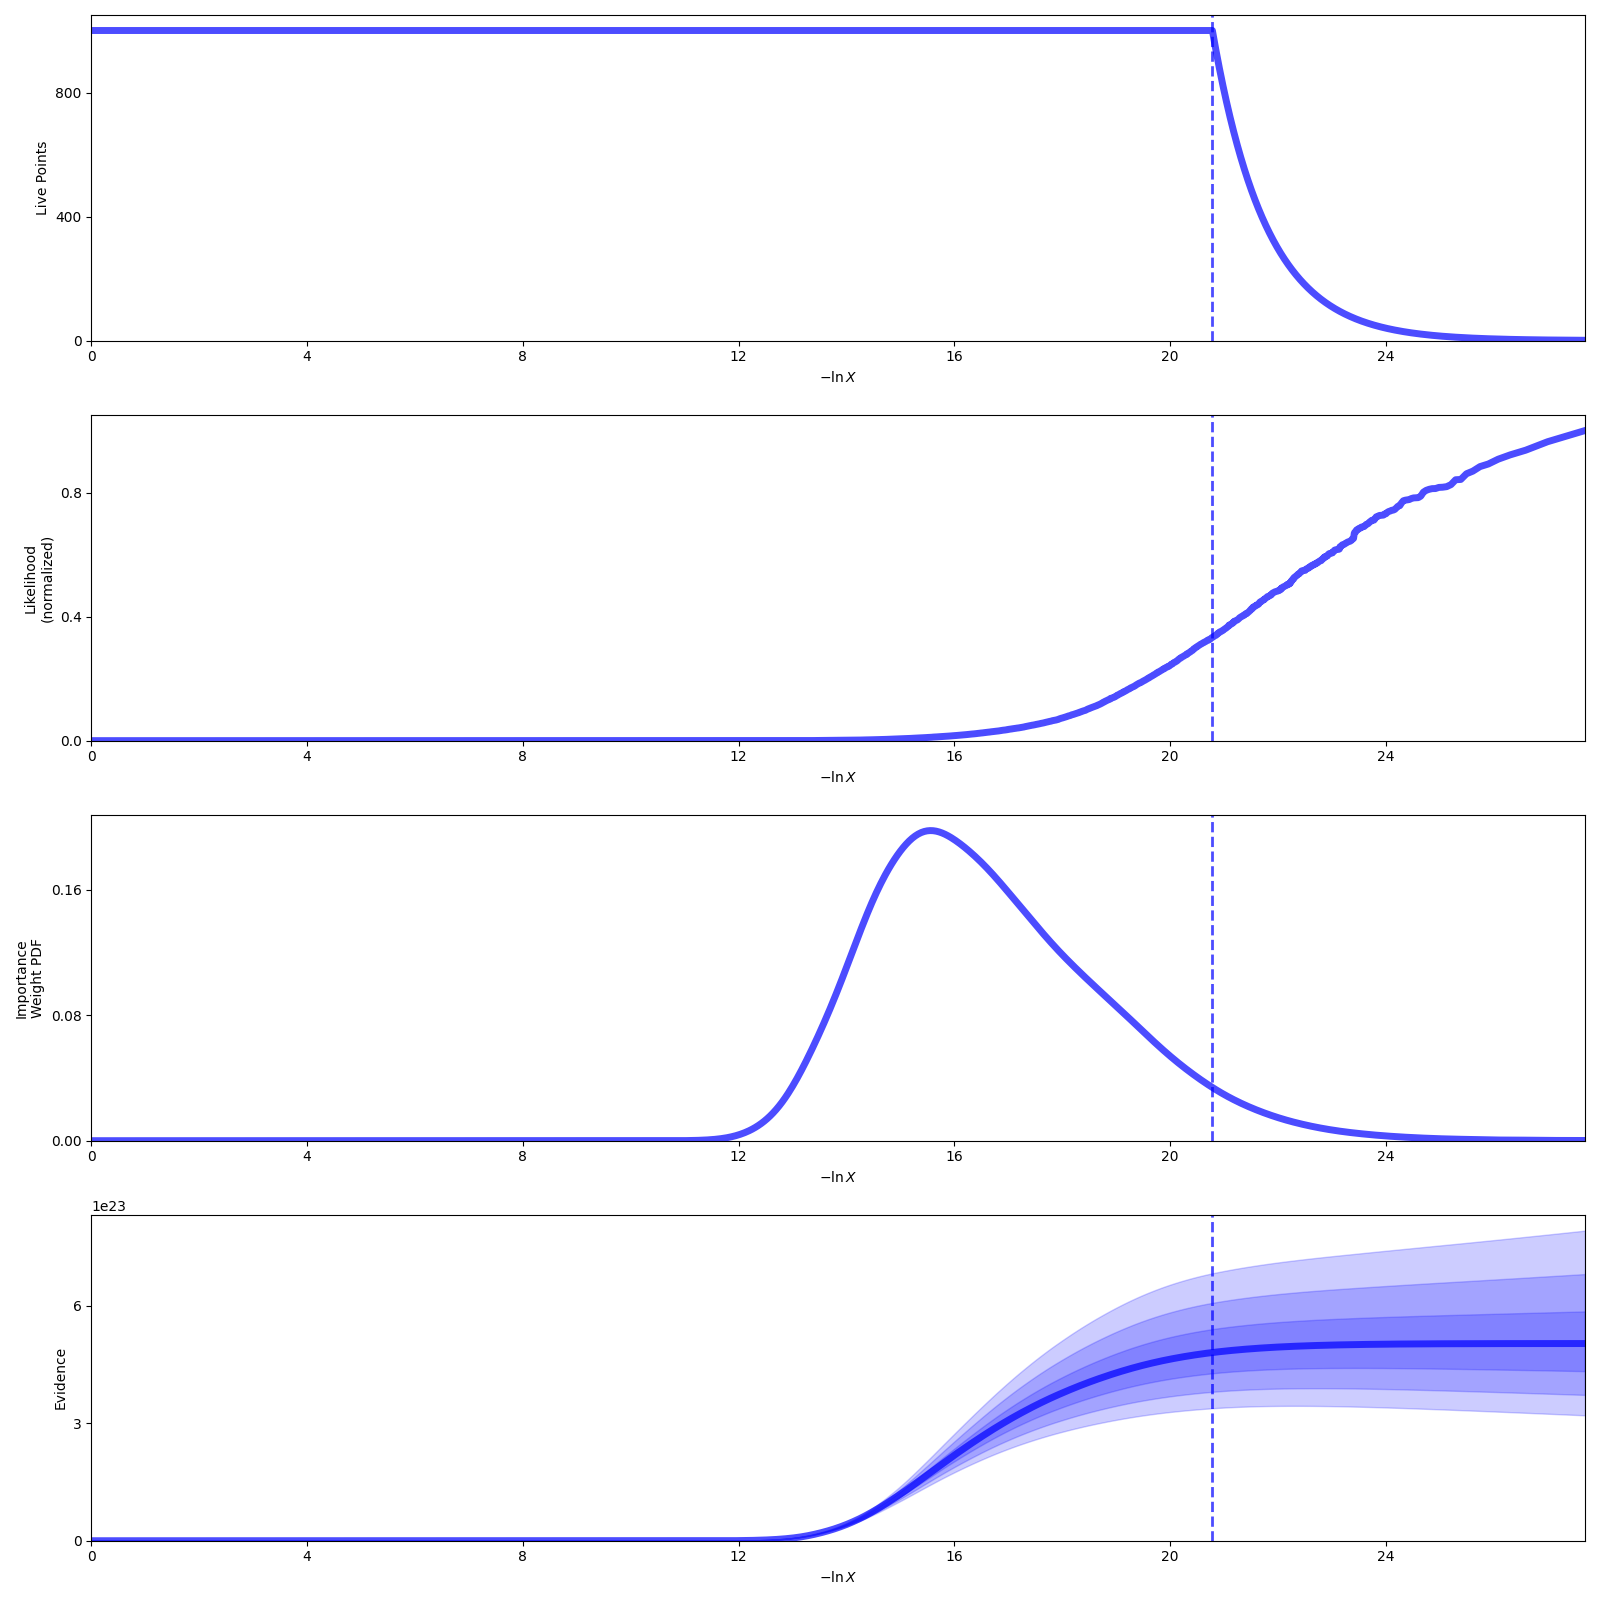 800
400
0
Live Points
0 4 8 12 16 20 24
−ln X
0.8
0.4
0.0
Likelihood
(normalized)
0 4 8 12 16 20 24
−ln X
0.16
0.08
0.00
Importance
Weight PDF
0 4 8 12 16 20 24
−ln X
1e23
6
3
0
Evidence
0 4 8 12 16 20 24
−ln X